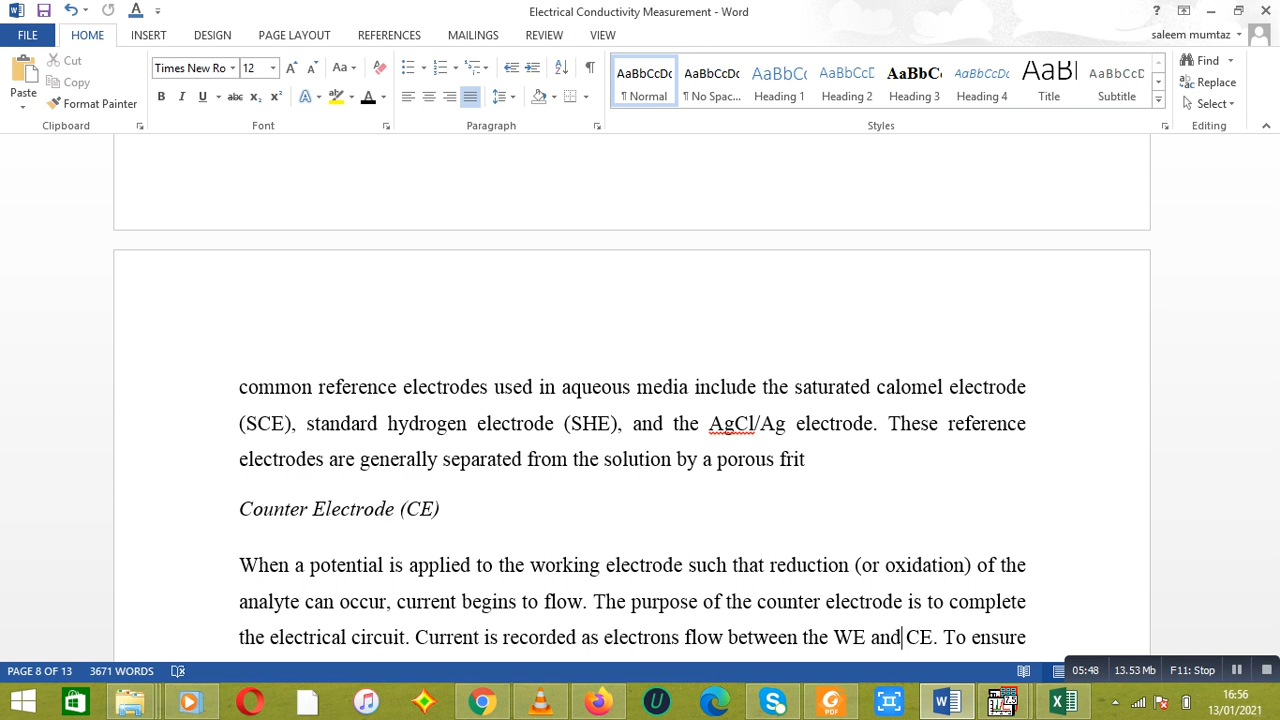 Electrical Conductivity Measurement - Word
?
FILE HOME INSERT DESIGN PAGE LAYOUT REFERENCES MAILINGS REVIEW VIEW saleem mumtaz
Paste
Cut
Copy
Format Painter
Clipboard
Times New Ro 12
Font
Paragraph
AaBbCcDc AaBbCcDc AaBbC AaBbCcD AaBbC AaBbCcD AaBl AaBbCcD
¶ Normal ¶ No Spac... Heading 1 Heading 2 Heading 3 Heading 4 Title Subtitle
Styles
Find
Replace
Select
Editing
common reference electrodes used in aqueous media include the saturated calomel electrode
(SCE), standard hydrogen electrode (SHE), and the AgCl/Ag electrode. These reference
electrodes are generally separated from the solution by a porous frit
Counter Electrode (CE)
When a potential is applied to the working electrode such that reduction (or oxidation) of the
analyte can occur, current begins to flow. The purpose of the counter electrode is to complete
the electrical circuit. Current is recorded as electrons flow between the WE and CE. To ensure
PAGE 8 OF 13 3671 WORDS
05:48 13.53 Mb F11: Stop
16:56
13/01/2021